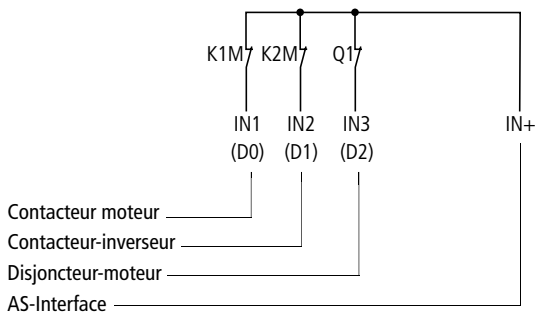 K1M K2M Q1
IN1 IN2 IN3 IN+
(D0) (D1) (D2)
Contacteur moteur
Contacteur-inverseur
Disjoncteur-moteur
AS-Interface